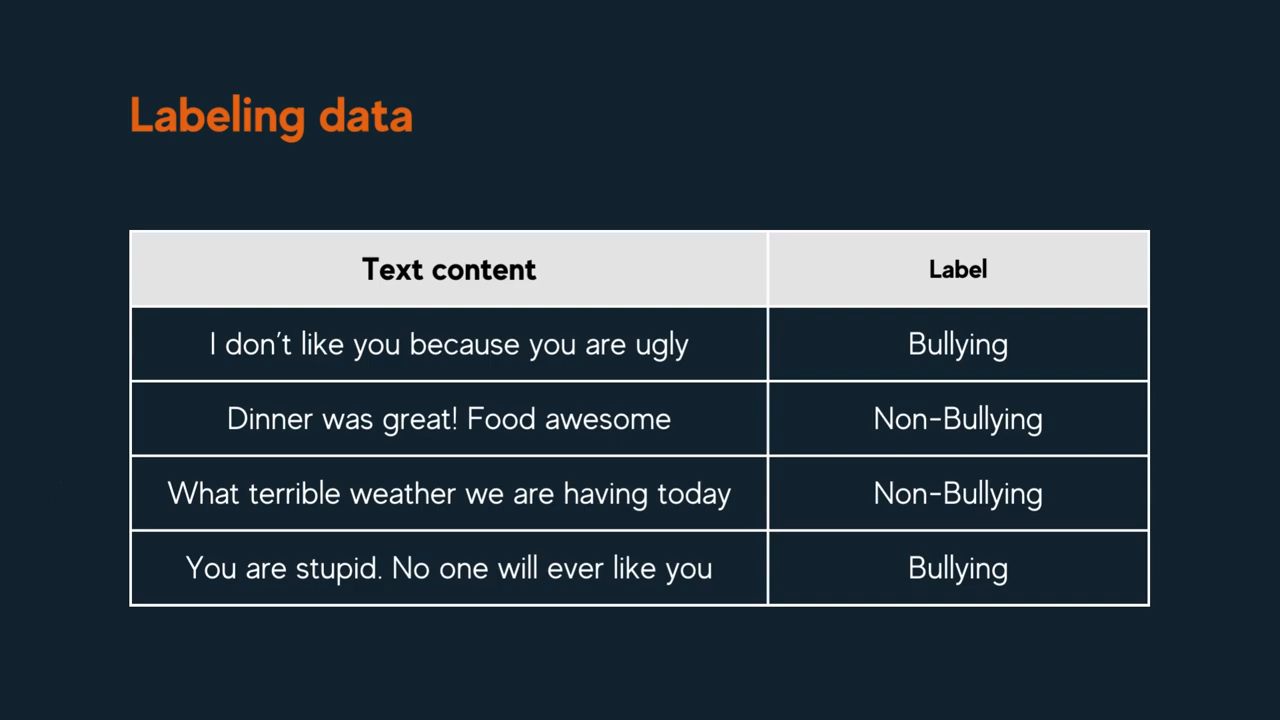 Labeling data
Text content Label
I don’t like you because you are ugly Bullying
Dinner was great! Food awesome Non-Bullying
What terrible weather we are having today Non-Bullying
You are stupid. No one will ever like you Bullying